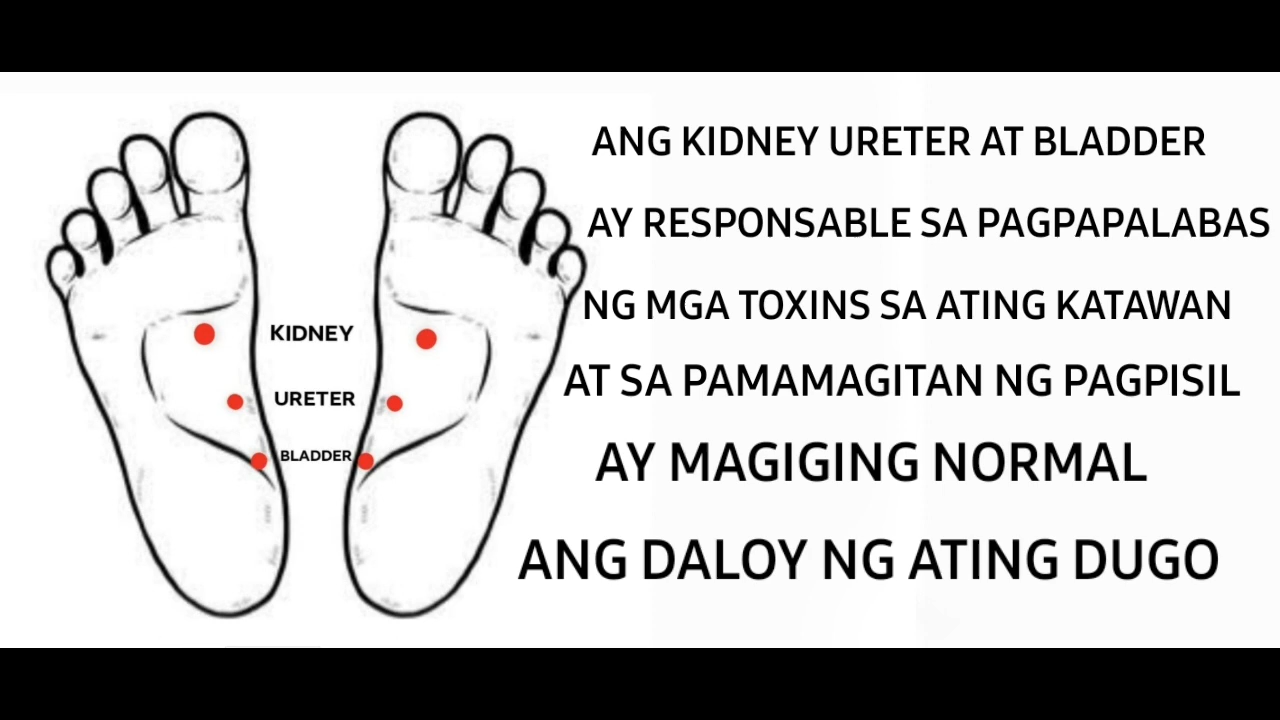 KIDNEY
URETER
BLADDER
ANG KIDNEY URETER AT BLADDER
AY RESPONSABLE SA PAGPAPALABAS
NG MGA TOXINS SA ATING KATAWAN
AT SA PAMAMAGITAN NG PAGPISIL
AY MAGIGING NORMAL
ANG DALOY NG ATING DUGO